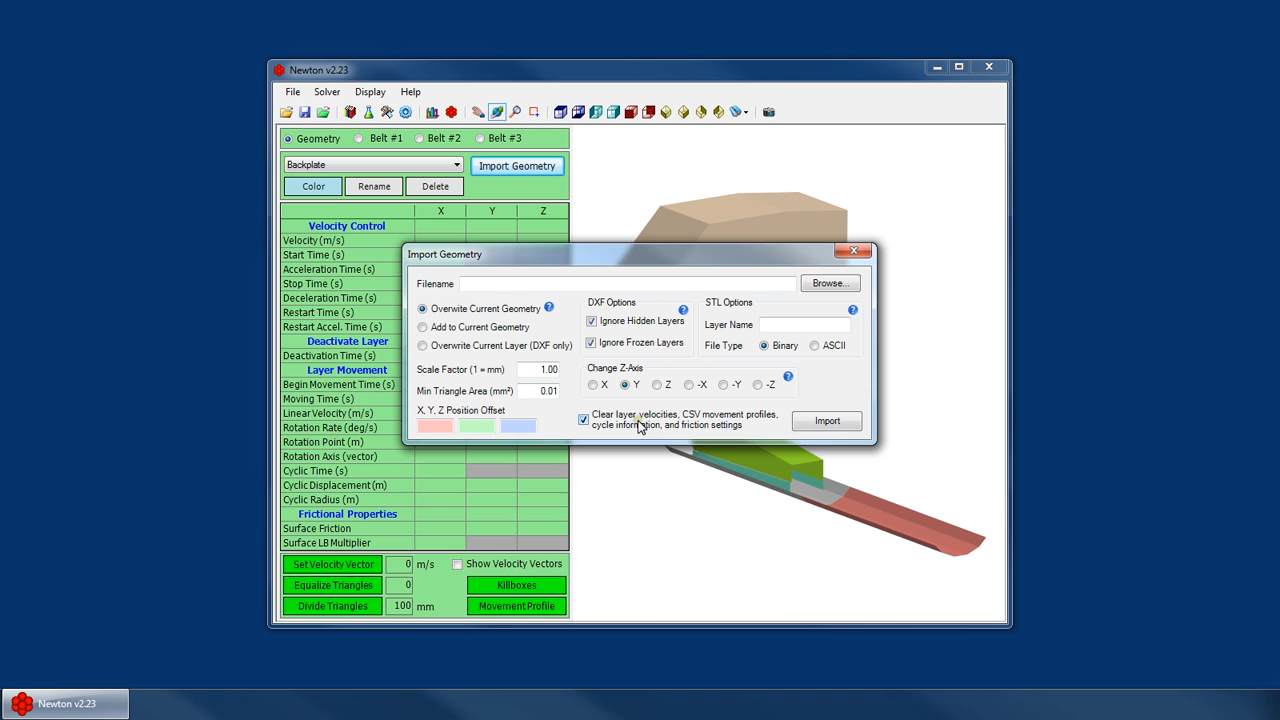 Newton v2.23
File Solver Display Help
Geometry Belt #1 Belt #2 Belt #3
Backplate Import Geometry
Color Rename Delete
X Y Z
Velocity Control
Velocity (m/s)
Start Time (s)
Acceleration Time (s)
Stop Time (s)
Deceleration Time (s)
Restart Time (s)
Restart Accel. Time (s)
Deactivate Layer
Deactivation Time (s)
Layer Movement
Begin Movement Time (s)
Moving Time (s)
Linear Velocity (m/s)
Rotation Rate (deg/s)
Rotation Point (m)
Rotation Axis (vector)
Cyclic Time (s)
Cyclic Displacement (m)
Cyclic Radius (m)
Frictional Properties
Surface Friction
Surface LB Multiplier
Set Velocity Vector 0 m/s Show Velocity Vectors
Equalize Triangles 0 Killboxes
Divide Triangles 100 mm Movement Profile
Import Geometry
Filename Browse...
Overwite Current Geometry ?
Add to Current Geometry
Overwrite Current Layer (DXF only)
Scale Factor (1 = mm) 1.00
Min Triangle Area (mm²) 0.01
X, Y, Z Position Offset
DXF Options ?
Ignore Hidden Layers
Ignore Frozen Layers
STL Options ?
Layer Name
File Type Binary ASCII
Change Z-Axis ?
X Y Z -X -Y -Z
Clear layer velocities, CSV movement profiles,
cycle information, and friction settings
Import
Newton v2.23